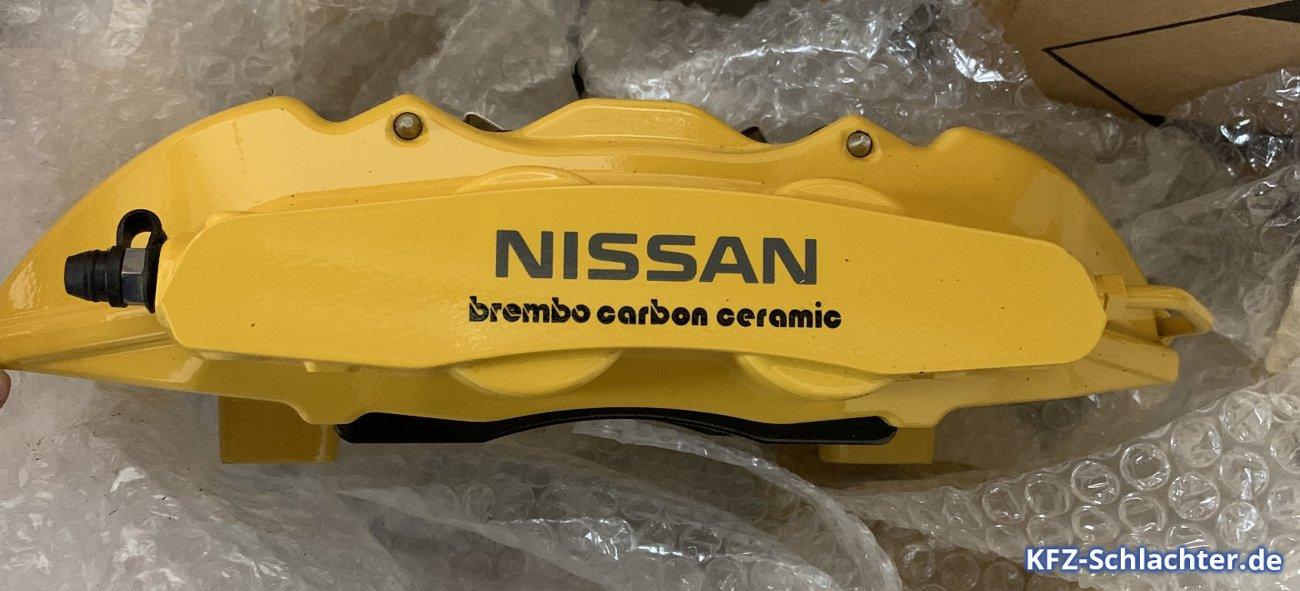 NISSAN
brembo carbon ceramic
KFZ-Schlachter.de